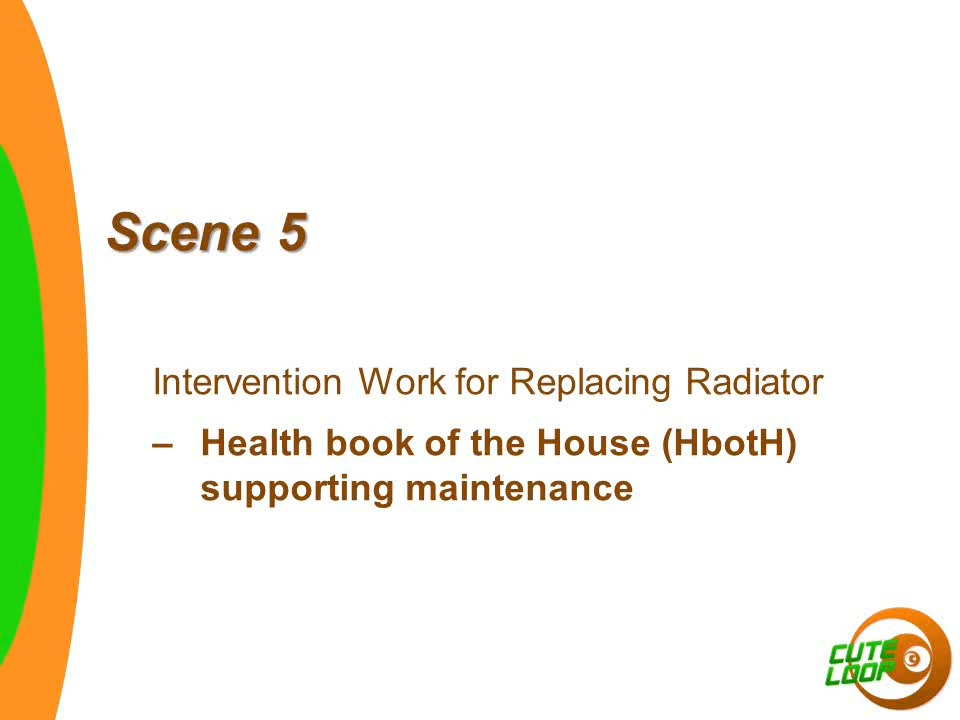 Scene 5
Intervention Work for Replacing Radiator
– Health book of the House (HbotH)
supporting maintenance
CUTE
LOOP